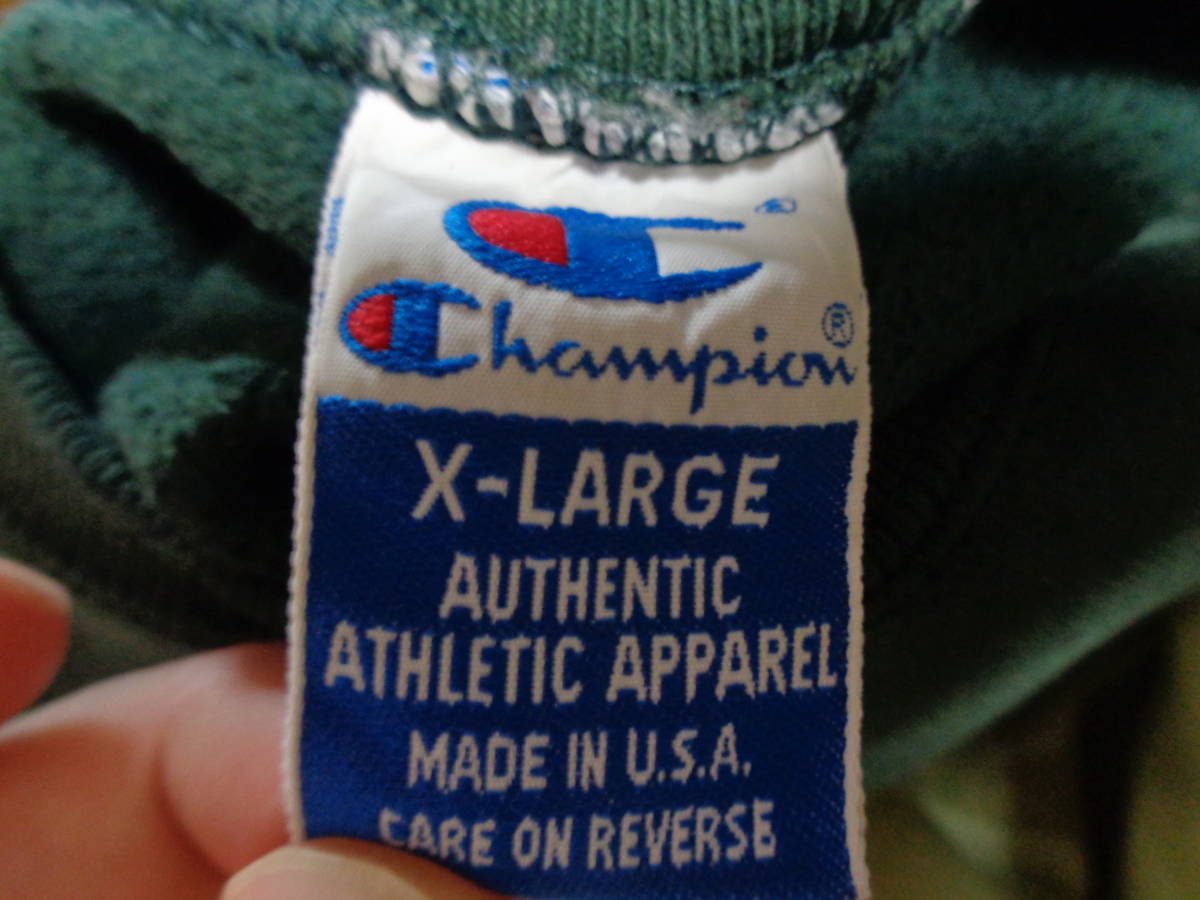 Champion®
X-LARGE
AUTHENTIC
ATHLETIC APPAREL
MADE IN U.S.A.
CARE ON REVERSE